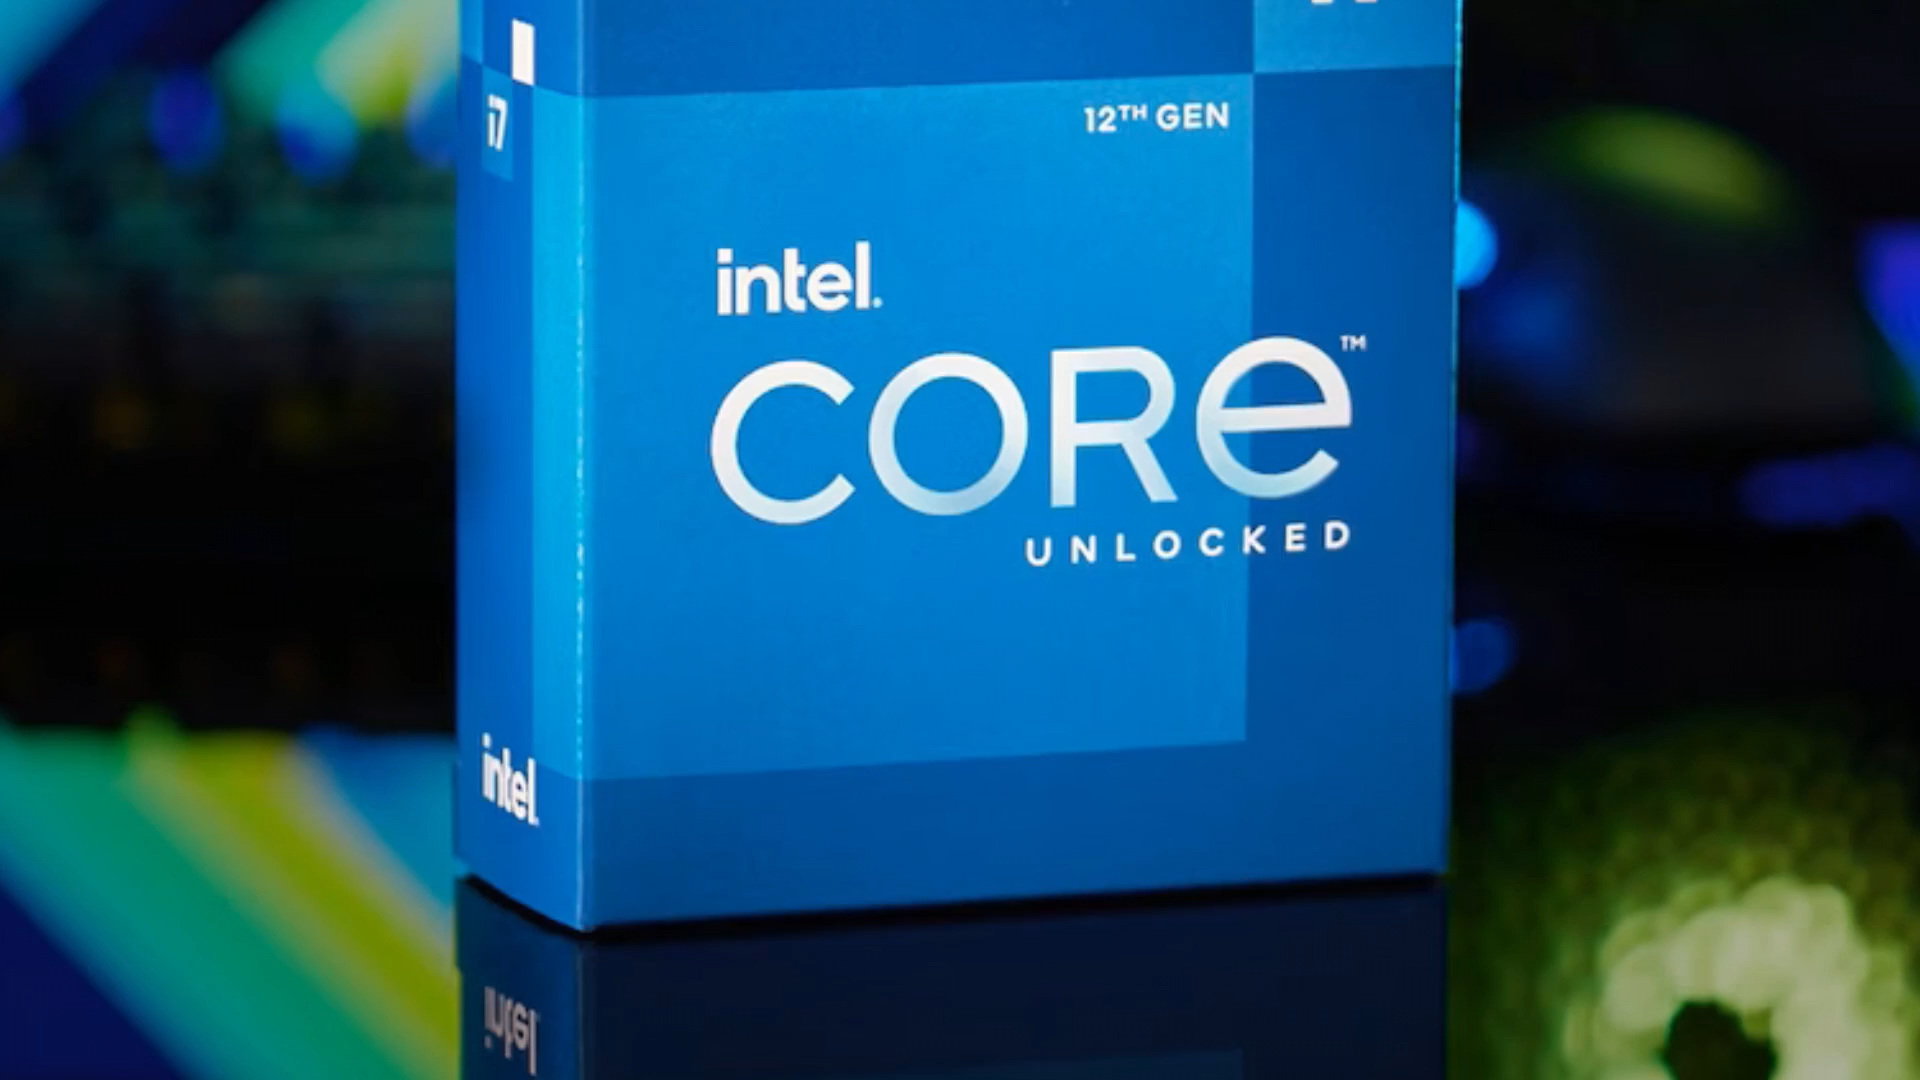 i7
12TH GEN
intel.
CORe™
UNLOCKED
intel.